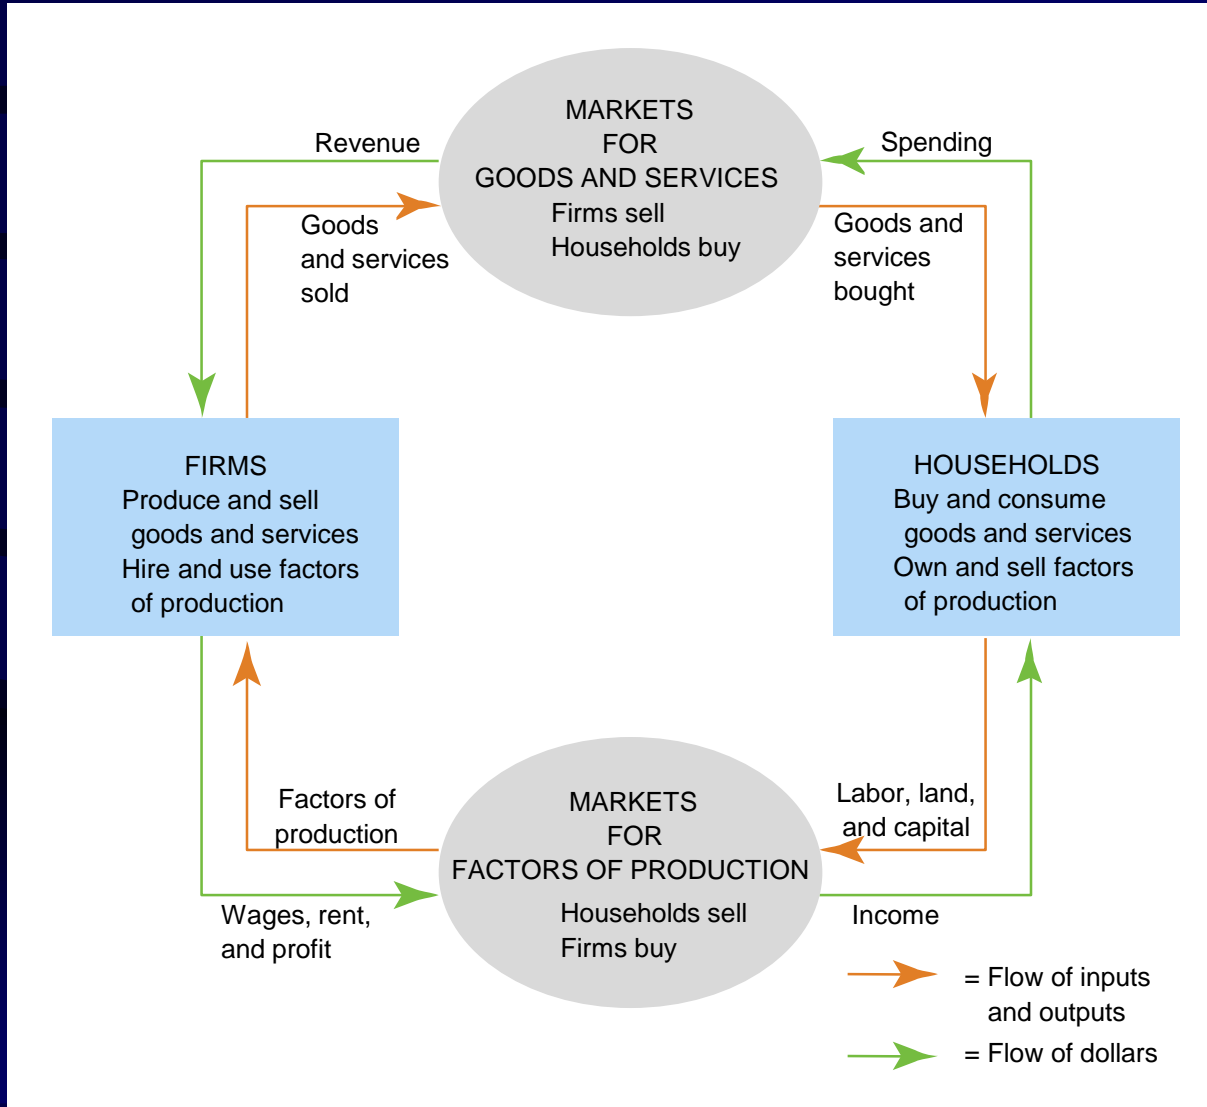 MARKETS
FOR
GOODS AND SERVICES
Firms sell
Households buy
Revenue
Spending
Goods
and services
sold
Goods and
services
bought
FIRMS
Produce and sell
goods and services
Hire and use factors
of production
HOUSEHOLDS
Buy and consume
goods and services
Own and sell factors
of production
Factors of
production
Labor, land,
and capital
MARKETS
FOR
FACTORS OF PRODUCTION
Households sell
Firms buy
Wages, rent,
and profit
Income
= Flow of inputs
and outputs
= Flow of dollars